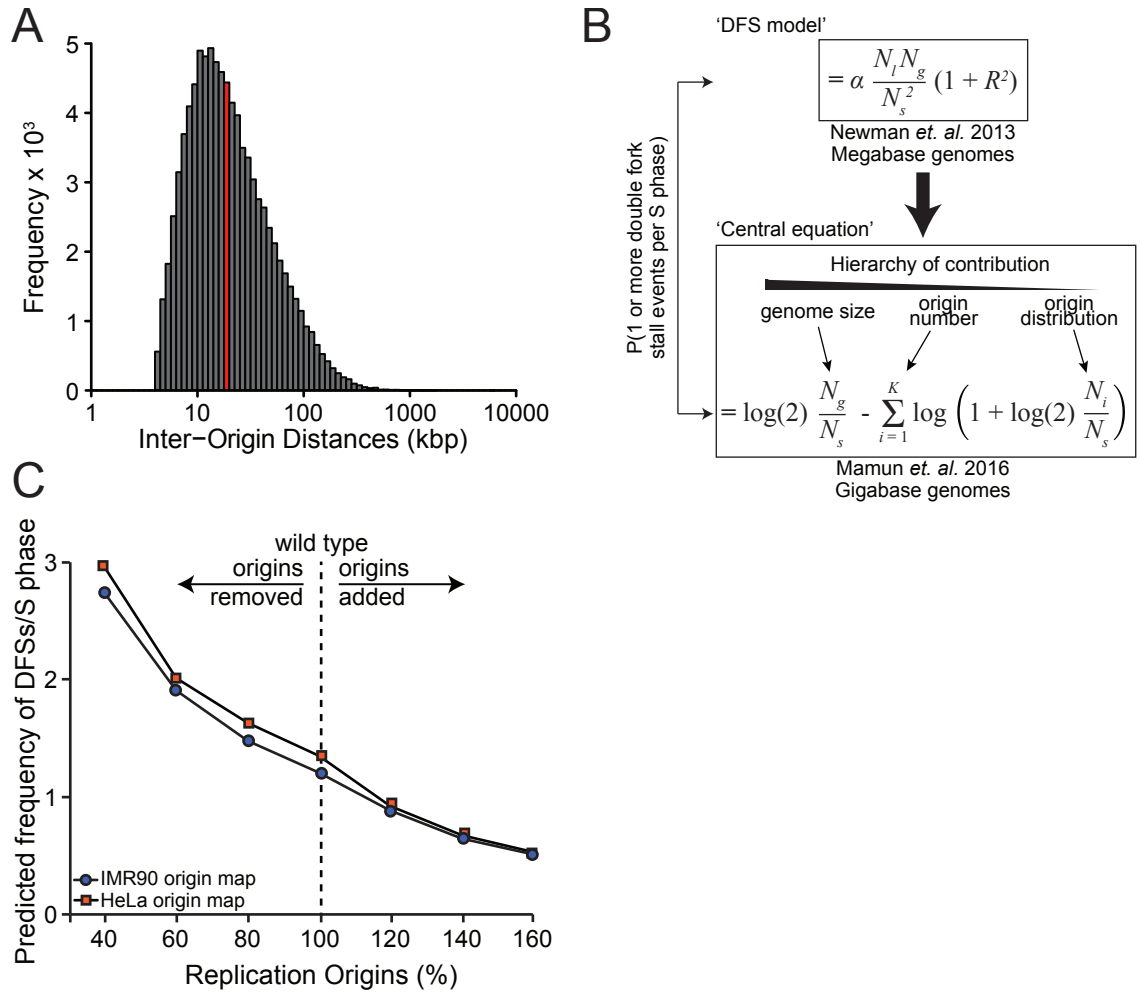 A
5
4
3
2
1
0
Frequency x 10³
1 10 100 1000 10000
Inter−Origin Distances (kbp)
B
'DFS model'
= α N_l N_g / N_s² (1 + R²)
Newman et. al. 2013
Megabase genomes
P(1 or more double fork
stall events per S phase)
'Central equation'
Hierarchy of contribution
genome size
origin
number
origin
distribution
= log(2) N_g / N_s - ∑ i = 1 K log (1 + log(2) N_i / N_s)
Mamun et. al. 2016
Gigabase genomes
C
wild type
origins
removed
origins
added
3
2
1
0
Predicted frequency of DFSs/S phase
IMR90 origin map
HeLa origin map
40 60 80 100 120 140 160
Replication Origins (%)